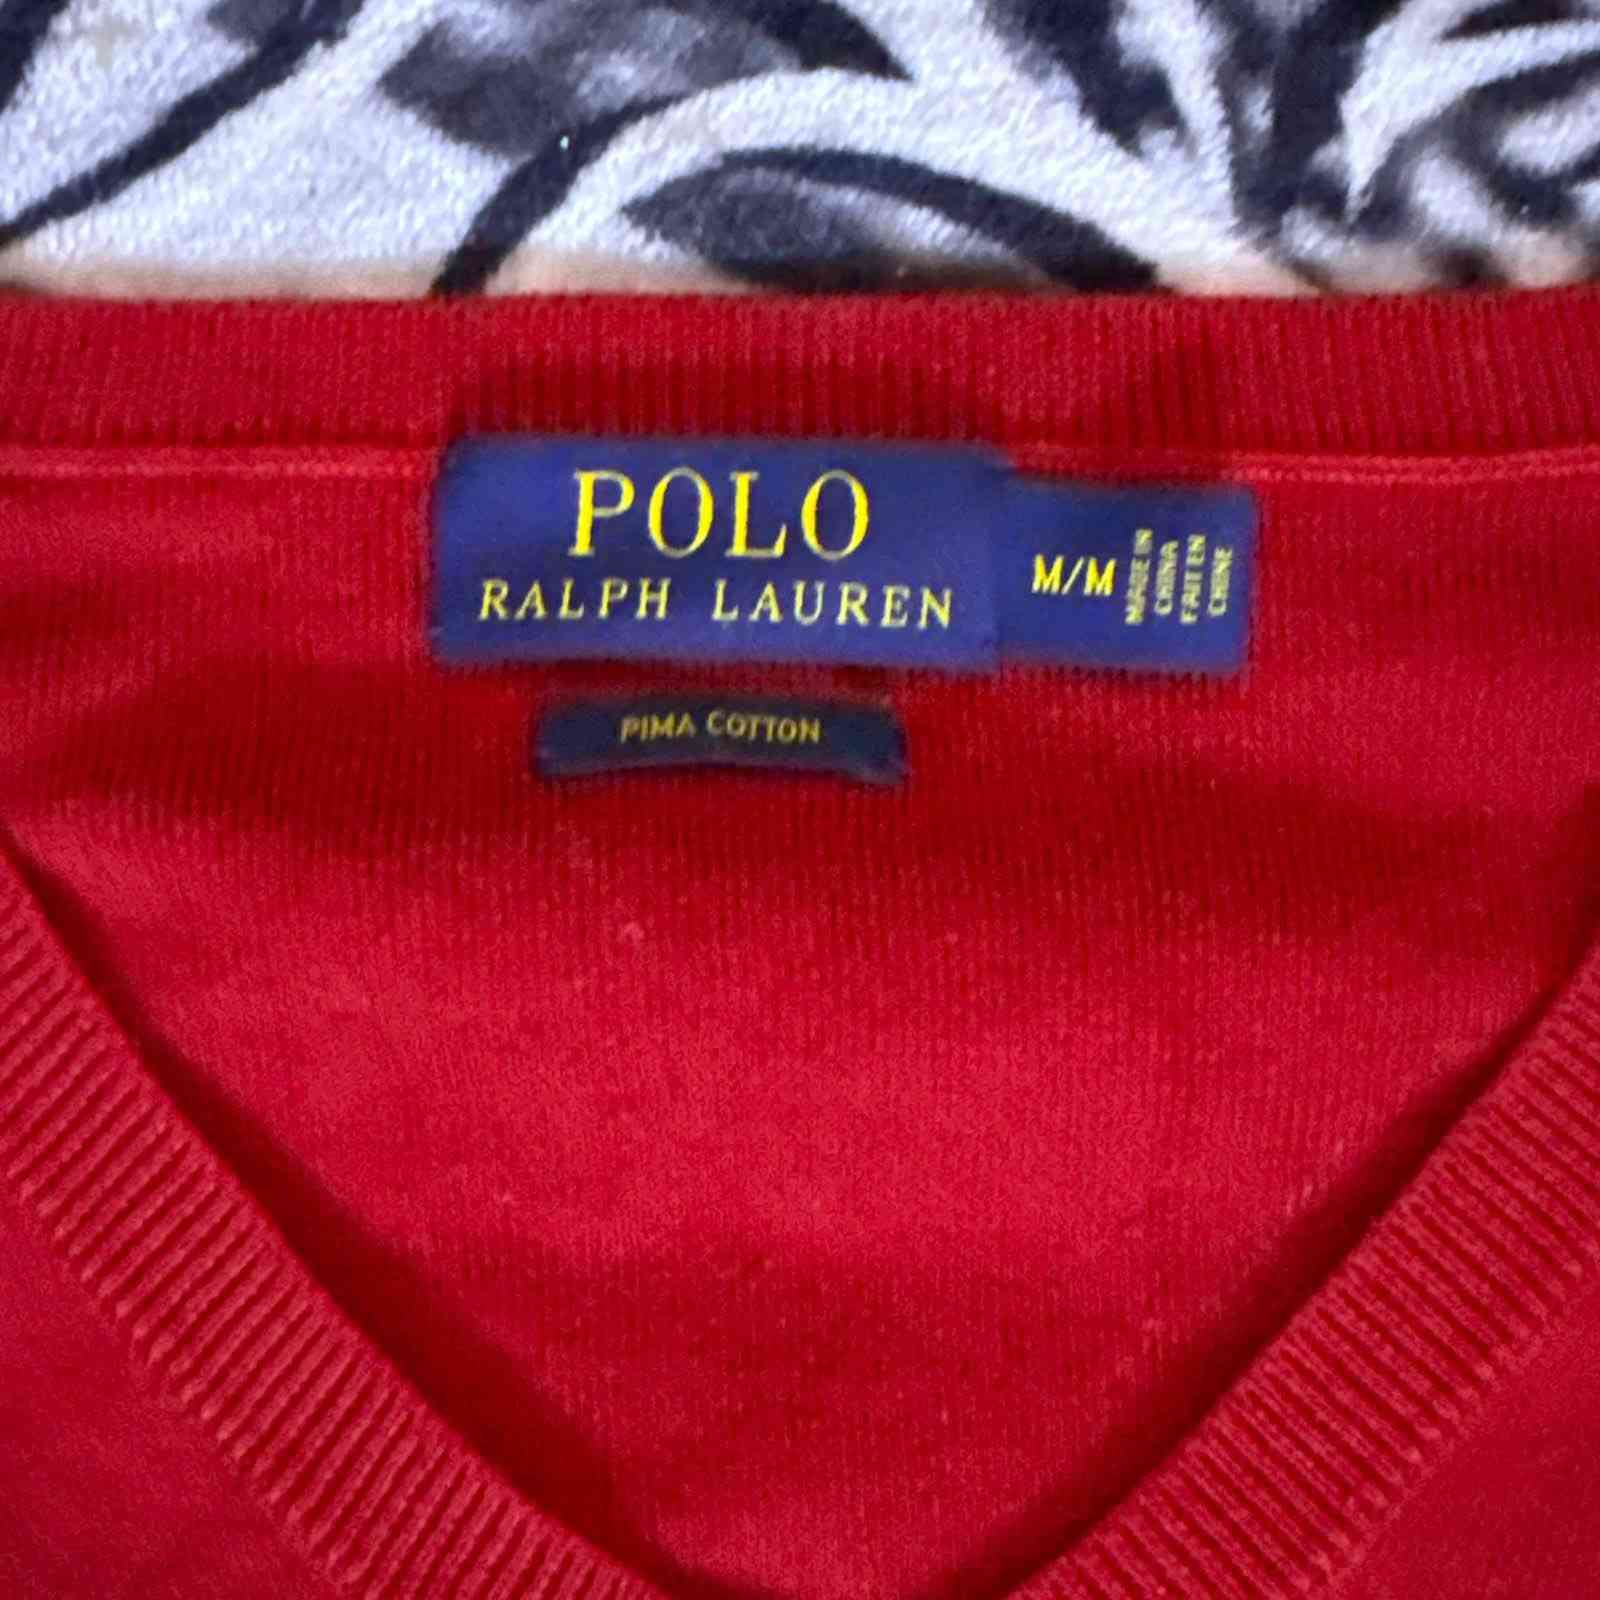 POLO
RALPH LAUREN
M/M
MADE IN
CHINA
FAIT EN
CHINE
PIMA COTTON